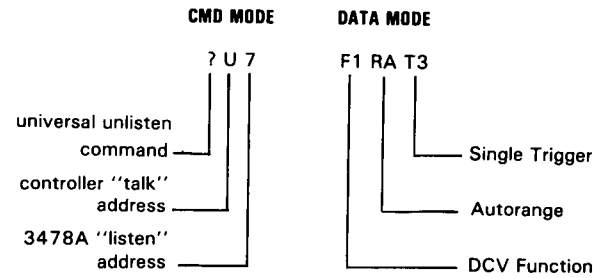 CMD MODE
DATA MODE
? U 7
F1 RA T3
universal unlisten
command
controller "talk"
address
3478A "listen"
address
Single Trigger
Autorange
DCV Function